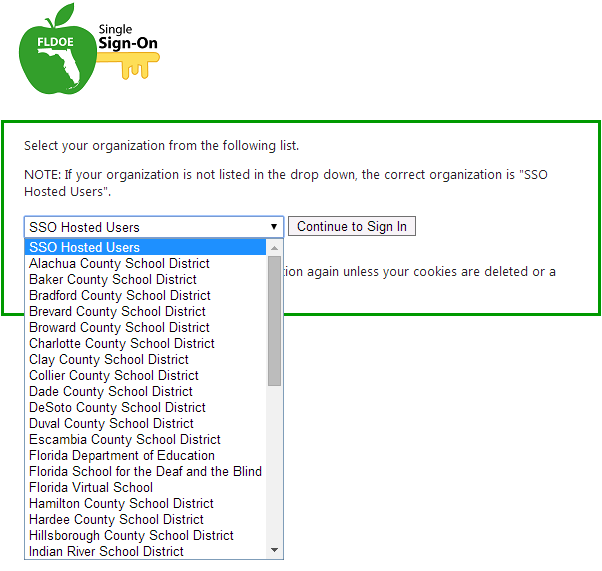 Single
FLDOE
Sign-On
Select your organization from the following list.
NOTE: If your organization is not listed in the drop down, the correct organization is "SSO
Hosted Users".
SSO Hosted Users Continue to Sign In
SSO Hosted Users
Alachua County School District
tion again unless your cookies are deleted or a
Baker County School District
Bradford County School District
Brevard County School District
Broward County School District
Charlotte County School District
Clay County School District
Collier County School District
Dade County School District
DeSoto County School District
Duval County School District
Escambia County School District
Florida Department of Education
Florida School for the Deaf and the Blind
Florida Virtual School
Hamilton County School District
Hardee County School District
Hillsborough County School District
Indian River School District